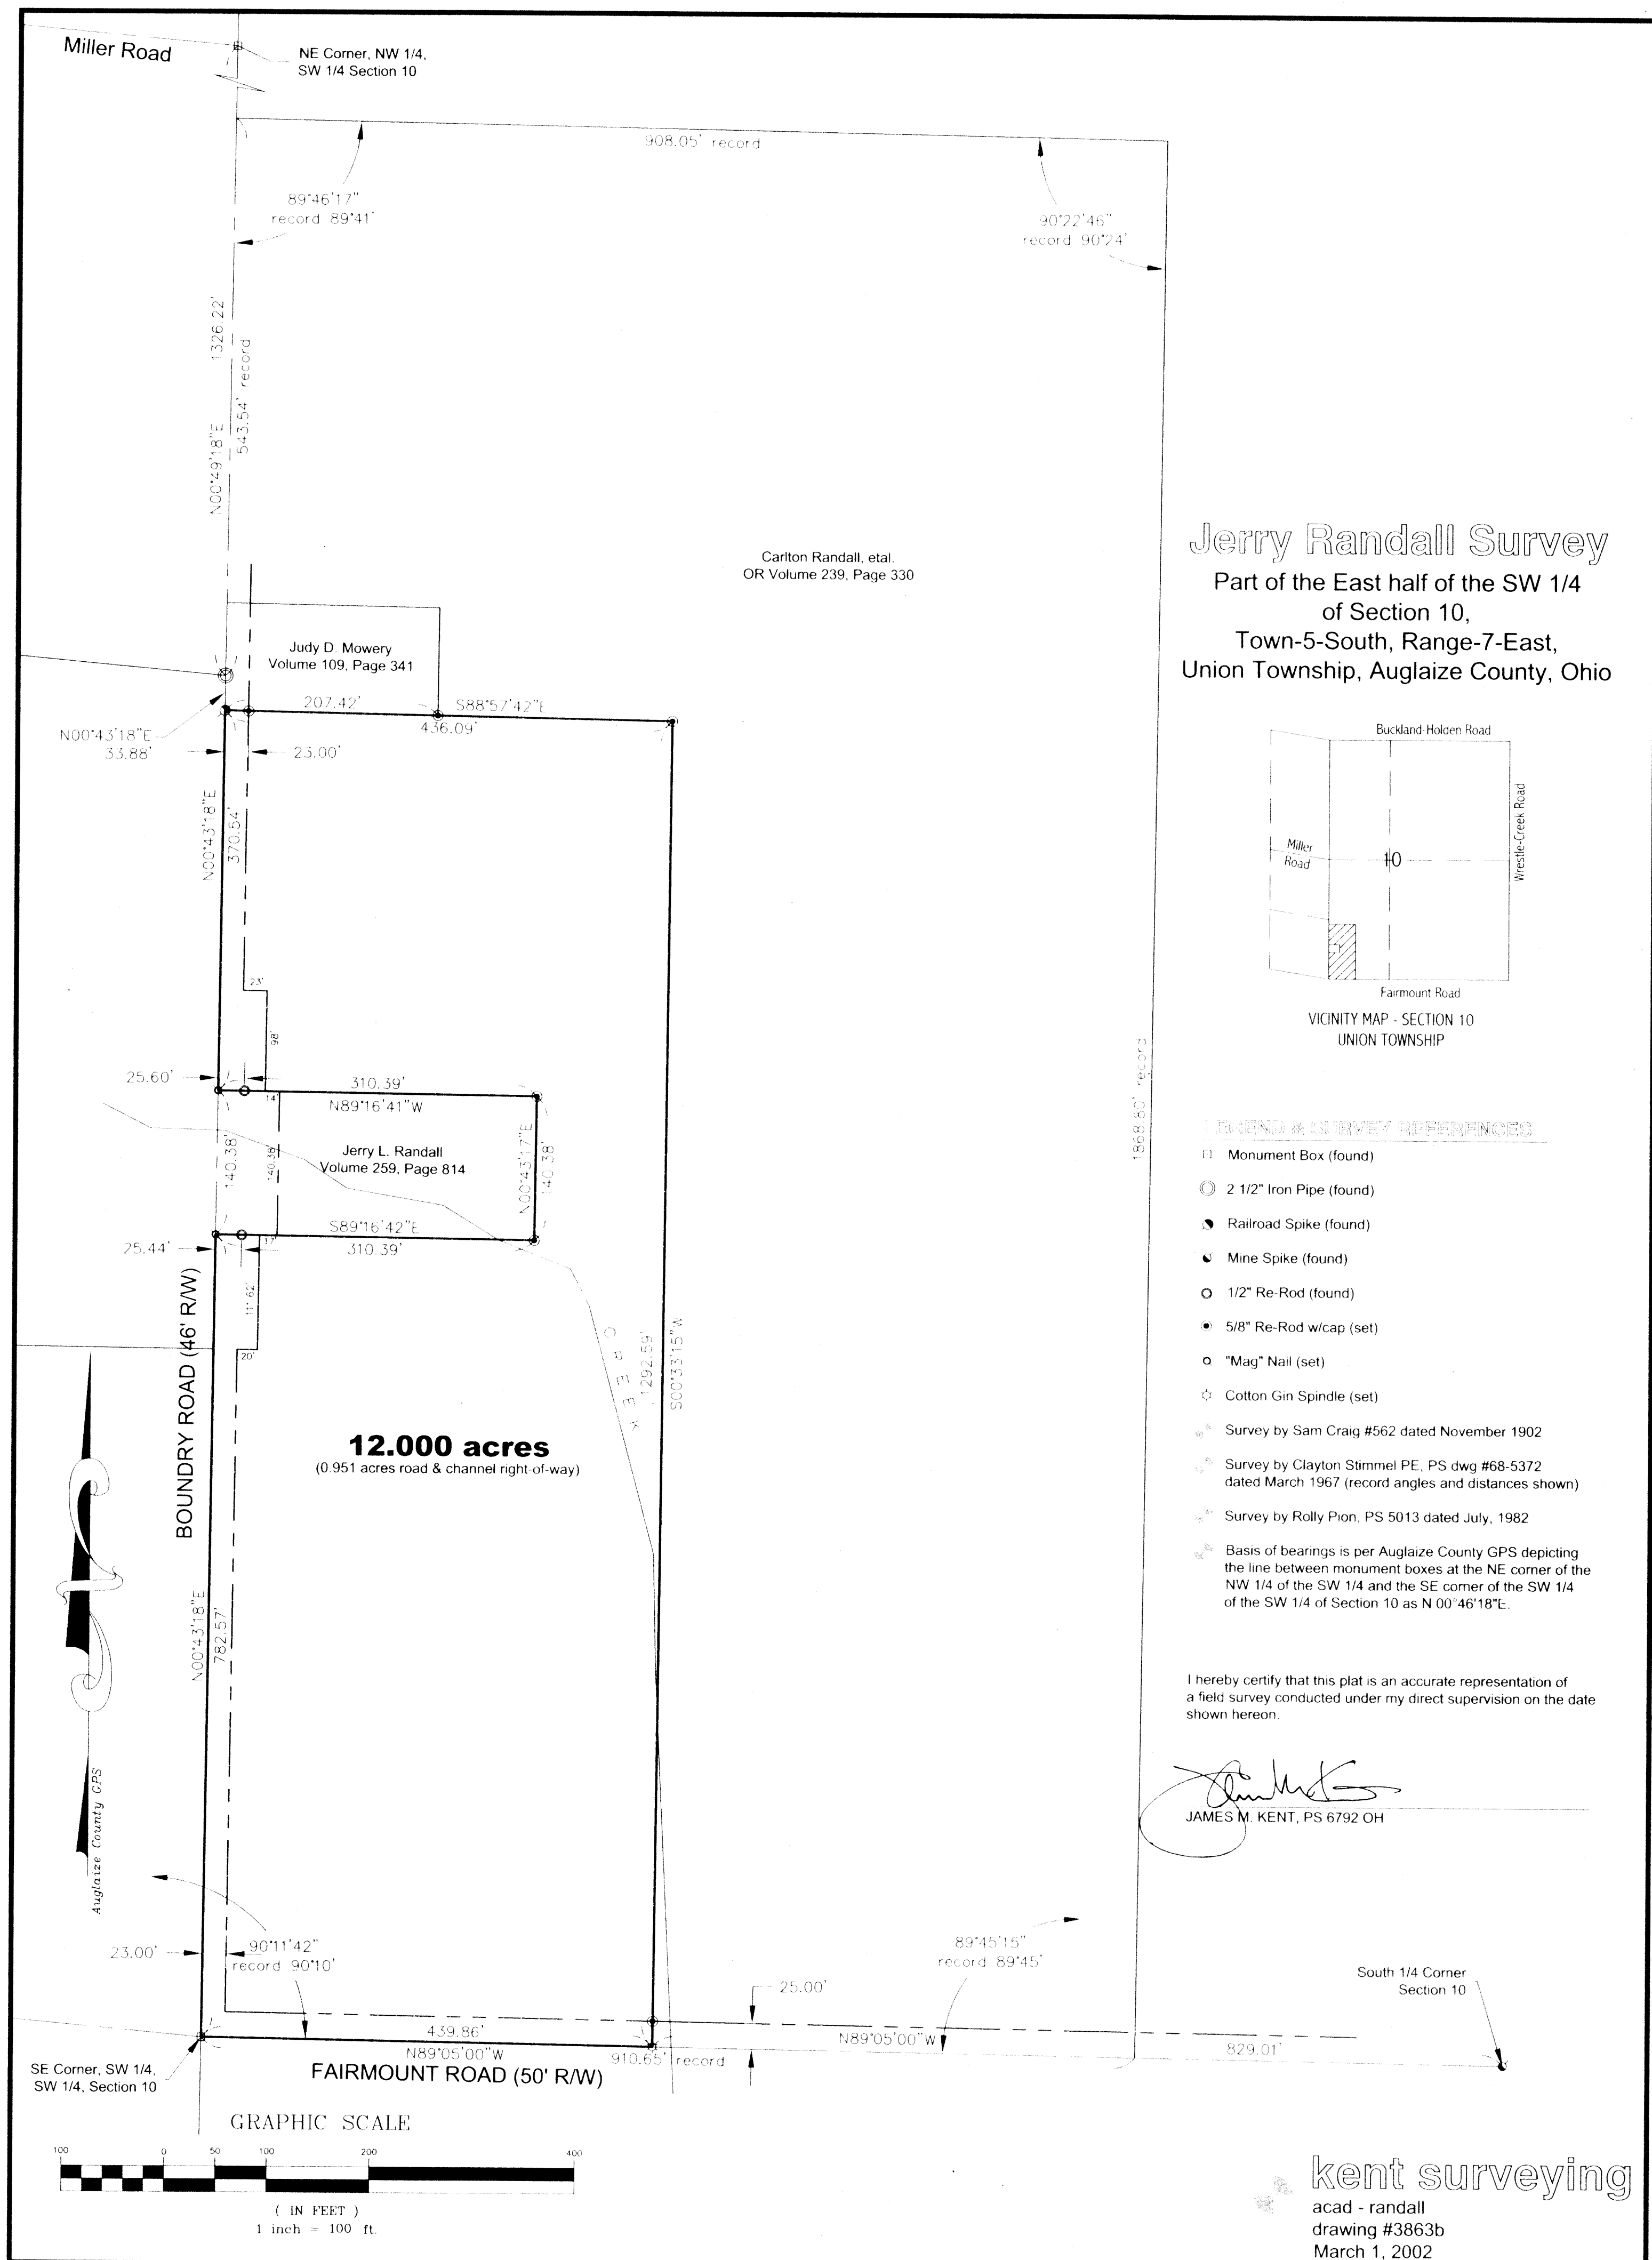 Miller Road
NE Corner, NW 1/4,
SW 1/4 Section 10
908.05' record
89°46'17"
record 89°41'
90°22'46"
record 90°24'
N00°49'18"E 1326.22'
543.54' record
Carlton Randall, etal.
OR Volume 239, Page 330
Judy D. Mowery
Volume 109, Page 341
207.42'
S88°57'42"E
436.09'
N00°43'18"E
33.88'
23.00'
N00°43'18"E
370.54'
23'
98'
25.60'
310.39'
N89°16'41"W
14'
Jerry L. Randall
Volume 259, Page 814
140.38'
140.38'
N00°43'17"E
140.38'
S89°16'42"E
310.39'
17'
25.44'
20'
BOUNDRY ROAD (46' R/W)
CREEK
1292.59'
S00°33'15"W
1868.80' record
12.000 acres
(0.951 acres road & channel right-of-way)
N00°43'18"E
782.57'
Auglaize County GPS
23.00'
90°11'42"
record 90°10'
89°45'15"
record 89°45'
25.00'
South 1/4 Corner
Section 10
439.86'
N89°05'00"W
910.65' record
N89°05'00"W
829.01'
SE Corner, SW 1/4,
SW 1/4, Section 10
FAIRMOUNT ROAD (50' R/W)
GRAPHIC SCALE
100 0 50 100 200 400
( IN FEET )
1 inch = 100 ft.
Jerry Randall Survey
Part of the East half of the SW 1/4
of Section 10,
Town-5-South, Range-7-East,
Union Township, Auglaize County, Ohio
Buckland-Holden Road
Wrestle-Creek Road
Miller
Road
10
Fairmount Road
VICINITY MAP - SECTION 10
UNION TOWNSHIP
LEGEND & SURVEY REFERENCES
Monument Box (found)
2 1/2" Iron Pipe (found)
Railroad Spike (found)
Mine Spike (found)
1/2" Re-Rod (found)
5/8" Re-Rod w/cap (set)
"Mag" Nail (set)
Cotton Gin Spindle (set)
Survey by Sam Craig #562 dated November 1902
Survey by Clayton Stimmel PE, PS dwg #68-5372
dated March 1967 (record angles and distances shown)
Survey by Rolly Pion, PS 5013 dated July, 1982
Basis of bearings is per Auglaize County GPS depicting
the line between monument boxes at the NE corner of the
NW 1/4 of the SW 1/4 and the SE corner of the SW 1/4
of the SW 1/4 of Section 10 as N 00°46'18"E.
I hereby certify that this plat is an accurate representation of
a field survey conducted under my direct supervision on the date
shown hereon.
JAMES M. KENT, PS 6792 OH
kent surveying
acad - randall
drawing #3863b
March 1, 2002